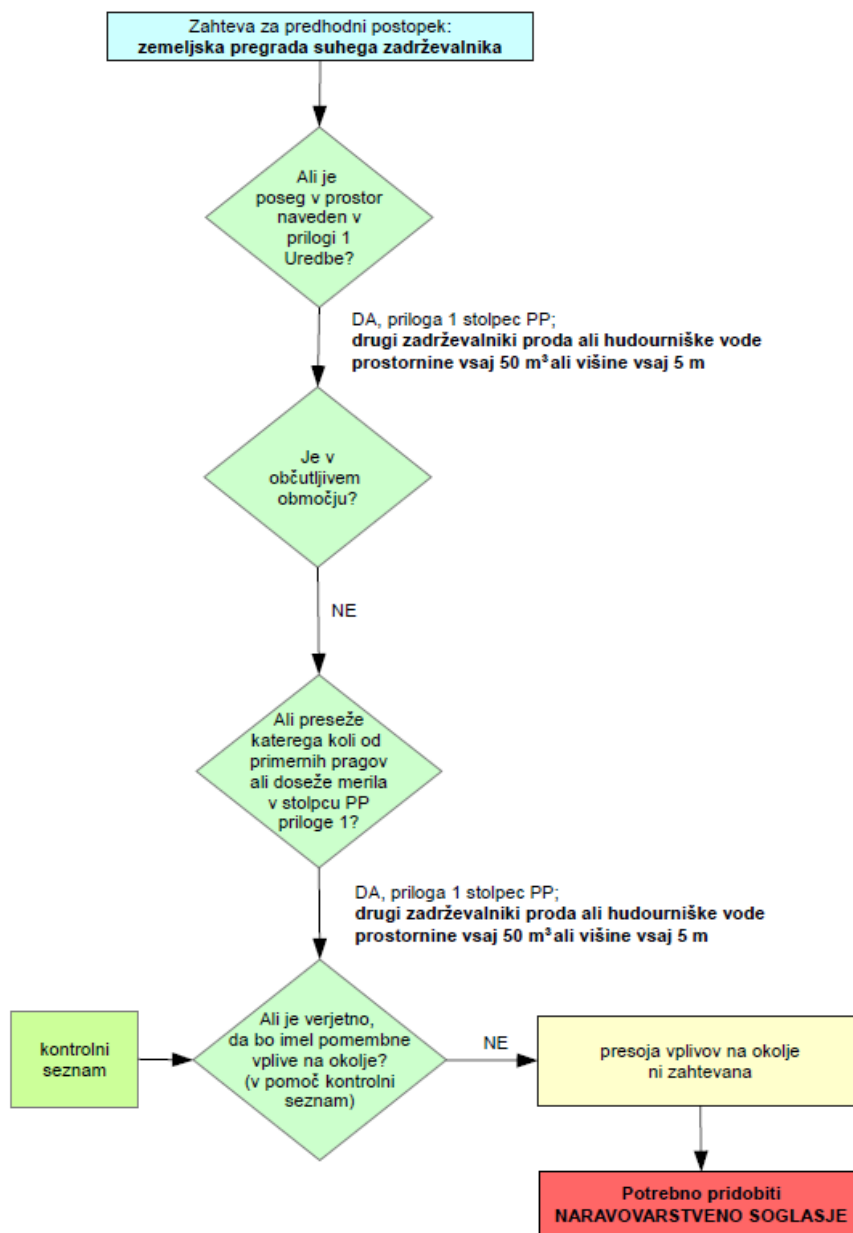 Zahteva za predhodni postopek:
zemeljska pregrada suhega zadrževalnika
Ali je
poseg v prostor
naveden v
prilogi 1
Uredbe?
DA, priloga 1 stolpec PP;
drugi zadrževalniki proda ali hudourniške vode
prostornine vsaj 50 m³ ali višine vsaj 5 m
Je v
občutljivem
območju?
NE
Ali preseže
katerega koli od
primernih pragov
ali doseže merila
v stolpcu PP
priloge 1?
DA, priloga 1 stolpec PP;
drugi zadrževalniki proda ali hudourniške vode
prostornine vsaj 50 m³ ali višine vsaj 5 m
kontrolni
seznam
Ali je verjetno,
da bo imel pomembne
vplive na okolje?
(v pomoč kontrolni
seznam)
NE
presoja vplivov na okolje
ni zahtevana
Potrebno pridobiti
NARAVOVARSTVENO SOGLASJE